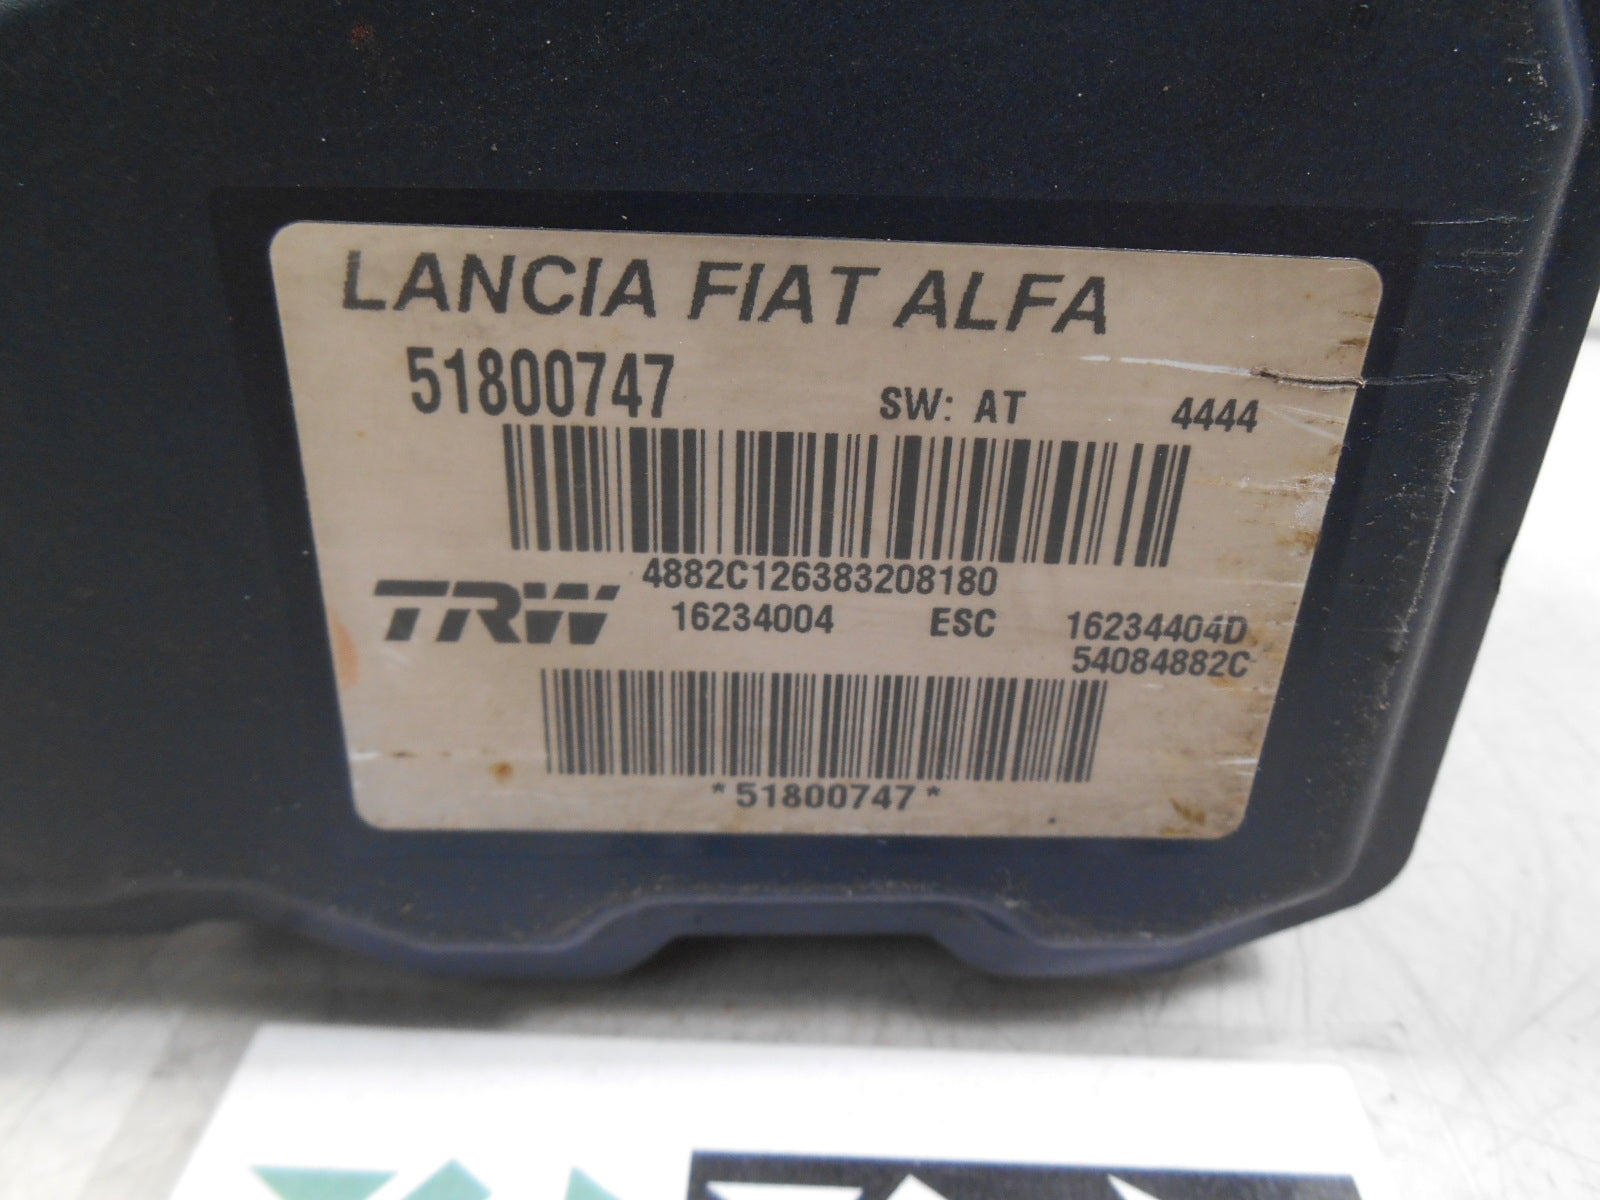 LANCIA FIAT ALFA
51800747 SW: AT 4444
4882C126383208180
TRW 16234004 ESC 16234404D
54084882C
*51800747*